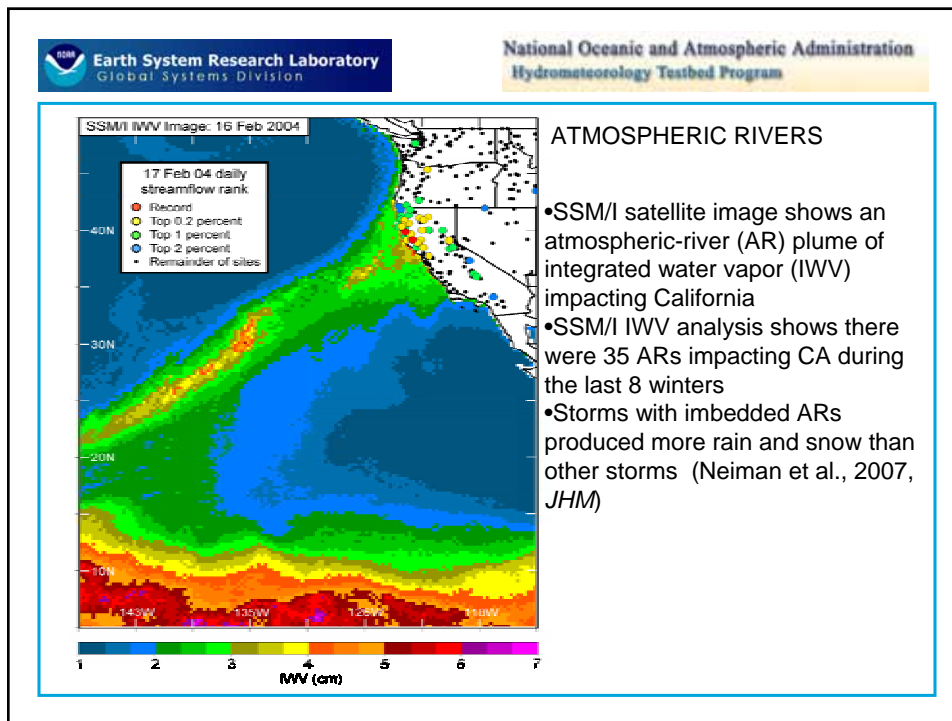 NOAA
Earth System Research Laboratory
Global Systems Division
National Oceanic and Atmospheric Administration
Hydrometeorology Testbed Program
SSM/I IWV Image: 16 Feb 2004
17 Feb 04 daily
streamflow rank
Record
Top 0.2 percent
Top 1 percent
Top 2 percent
Remainder of sites
40N
30N
20N
10N
143W 135W 126W 118W
1 2 3 4 5 6 7
IWV (cm)
ATMOSPHERIC RIVERS
•SSM/I satellite image shows an
atmospheric-river (AR) plume of
integrated water vapor (IWV)
impacting California
•SSM/I IWV analysis shows there
were 35 ARs impacting CA during
the last 8 winters
•Storms with imbedded ARs
produced more rain and snow than
other storms (Neiman et al., 2007,
JHM)